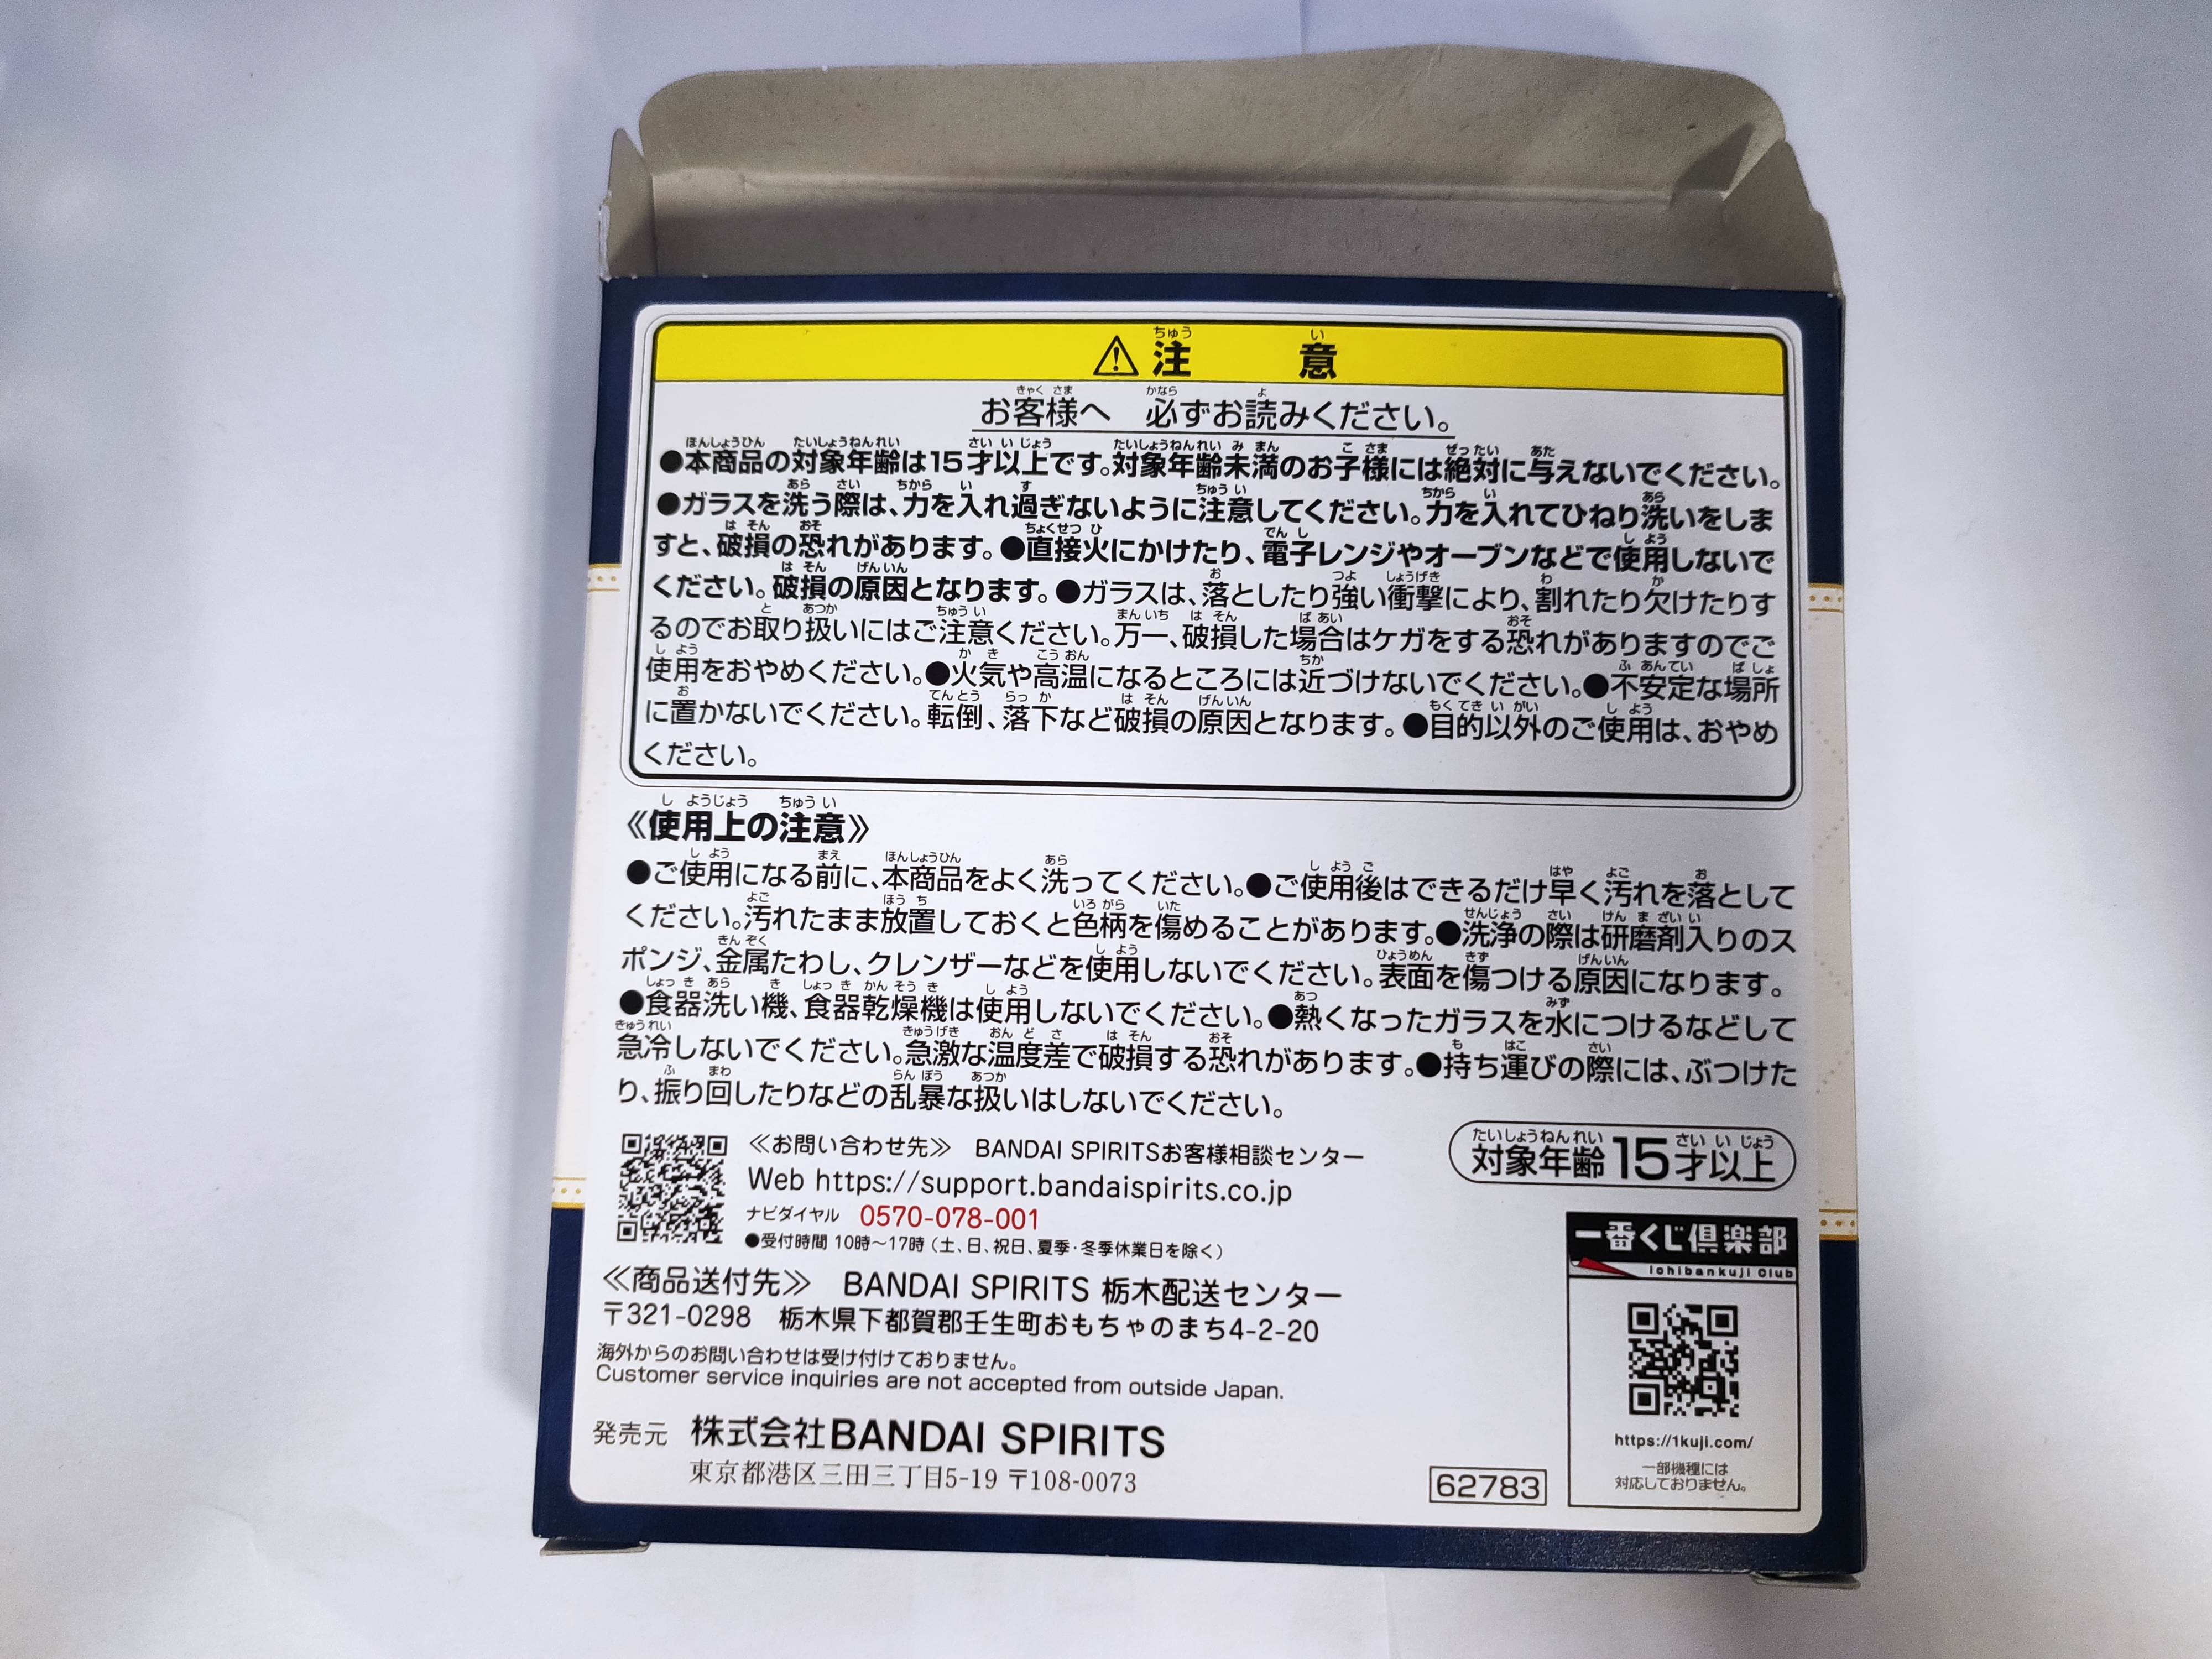 ⚠注意
お客様へ 必ずお読みください。
●本商品の対象年齢は15才以上です。対象年齢未満のお子様には絶対に与えないでください。
●ガラスを洗う際は、力を入れ過ぎないように注意してください。力を入れてひねり洗いをしま
すと、破損の恐れがあります。●直接火にかけたり、電子レンジやオーブンなどで使用しないで
ください。破損の原因となります。●ガラスは、落としたり強い衝撃により、割れたり欠けたりす
るのでお取り扱いにはご注意ください。万一、破損した場合はケガをする恐れがありますのでご
使用をおやめください。●火気や高温になるところには近づけないでください。●不安定な場所
に置かないでください。転倒、落下など破損の原因となります。●目的以外のご使用は、おやめ
ください。
《使用上の注意》
●ご使用になる前に、本商品をよく洗ってください。●ご使用後はできるだけ早く汚れを落として
ください。汚れたまま放置しておくと色柄を傷めることがあります。●洗浄の際は研磨剤入りのス
ポンジ、金属たわし、クレンザーなどを使用しないでください。表面を傷つける原因になります。
●食器洗い機、食器乾燥機は使用しないでください。●熱くなったガラスを水につけるなどして
急冷しないでください。急激な温度差で破損する恐れがあります。●持ち運びの際には、ぶつけた
り、振り回したりなどの乱暴な扱いはしないでください。
≪お問い合わせ先≫ BANDAI SPIRITSお客様相談センター
Web https://support.bandaispirits.co.jp
ナビダイヤル 0570-078-001
●受付時間 10時～17時（土、日、祝日、夏季・冬季休業日を除く）
対象年齢15才以上
≪商品送付先≫ BANDAI SPIRITS 栃木配送センター
〒321-0298 栃木県下都賀郡壬生町おもちゃのまち4-2-20
海外からのお問い合わせは受け付けておりません。
Customer service inquiries are not accepted from outside Japan.
発売元 株式会社BANDAI SPIRITS
東京都港区三田三丁目5-19 〒108-0073
62783
一番くじ倶楽部
Ichibankuji Club
https://1kuji.com/
一部機種には
対応しておりません。